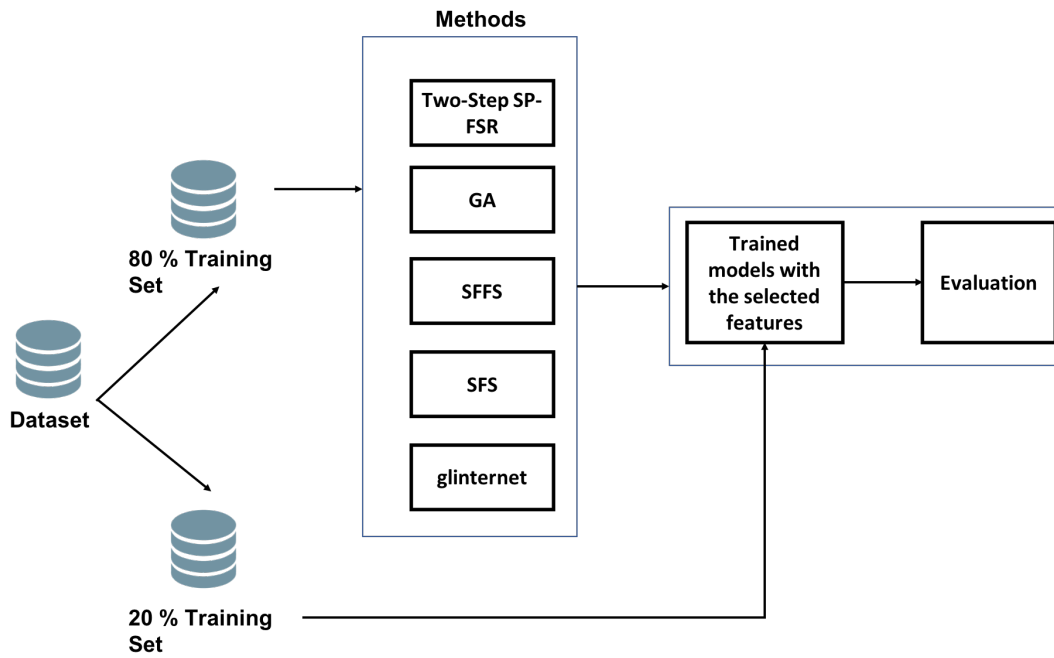 Methods
Two-Step SP-
FSR
GA
SFFS
SFS
glinternet
80 % Training
Set
Dataset
20 % Training
Set
Trained
models with
the selected
features
Evaluation